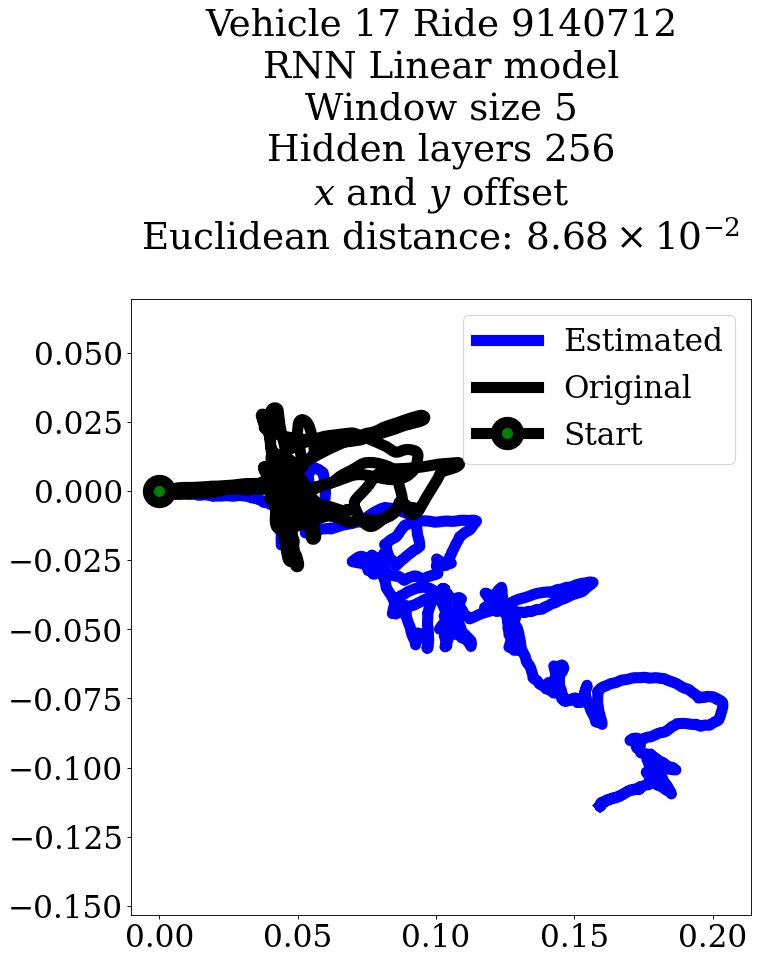 Vehicle 17 Ride 9140712
RNN Linear model
Window size 5
Hidden layers 256
x and y offset
Euclidean distance: 8.68 × 10⁻²
Estimated
Original
Start
0.050
0.025
0.000
−0.025
−0.050
−0.075
−0.100
−0.125
−0.150
0.00 0.05 0.10 0.15 0.20